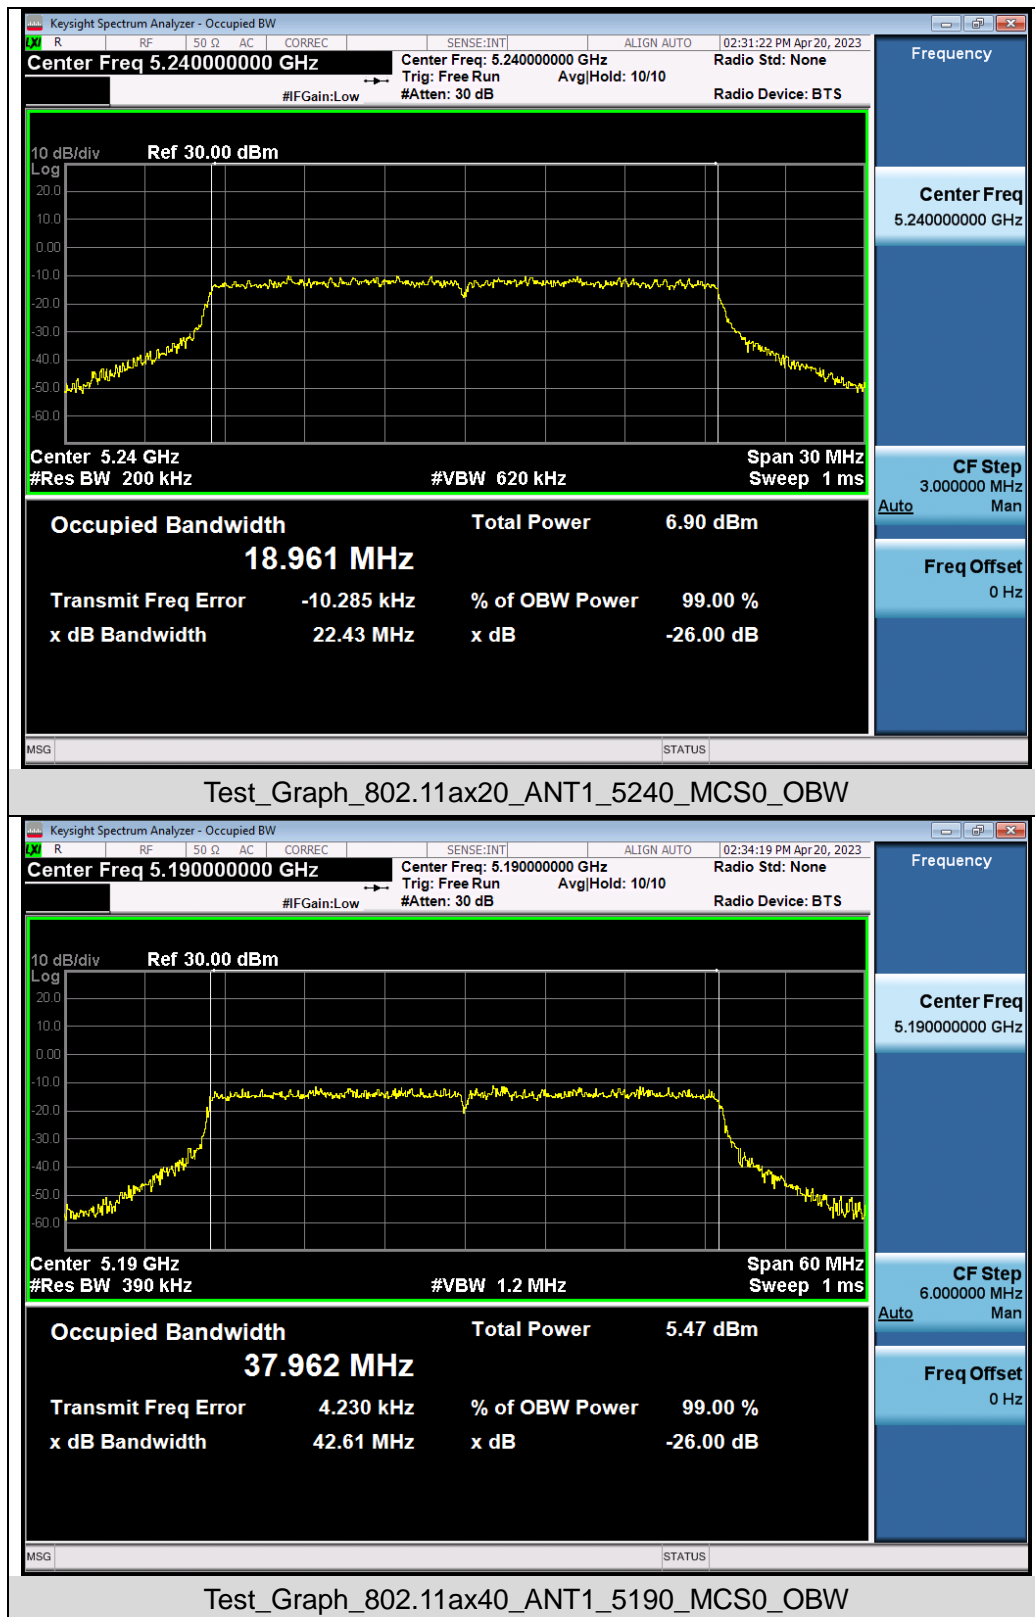 Keysight Spectrum Analyzer - Occupied BW
LXI R RF 50 Ω AC CORREC SENSE:INT ALIGN AUTO 02:31:22 PM Apr 20, 2023
Center Freq 5.240000000 GHz
Center Freq: 5.240000000 GHz
Radio Std: None
Trig: Free Run Avg|Hold: 10/10
#IFGain:Low
#Atten: 30 dB
Radio Device: BTS
Frequency
10 dB/div Ref 30.00 dBm
Log
20.0
10.0
0.00
-10.0
-20.0
-30.0
-40.0
-50.0
-60.0
Center Freq
5.240000000 GHz
Center 5.24 GHz Span 30 MHz
#Res BW 200 kHz #VBW 620 kHz Sweep 1 ms
CF Step
3.000000 MHz
Auto Man
Freq Offset
0 Hz
Occupied Bandwidth Total Power 6.90 dBm
18.961 MHz
Transmit Freq Error -10.285 kHz % of OBW Power 99.00 %
x dB Bandwidth 22.43 MHz x dB -26.00 dB
MSG STATUS
Test_Graph_802.11ax20_ANT1_5240_MCS0_OBW
Keysight Spectrum Analyzer - Occupied BW
LXI R RF 50 Ω AC CORREC SENSE:INT ALIGN AUTO 02:34:19 PM Apr 20, 2023
Center Freq 5.190000000 GHz
Center Freq: 5.190000000 GHz
Radio Std: None
Trig: Free Run Avg|Hold: 10/10
#IFGain:Low
#Atten: 30 dB
Radio Device: BTS
Frequency
10 dB/div Ref 30.00 dBm
Log
20.0
10.0
0.00
-10.0
-20.0
-30.0
-40.0
-50.0
-60.0
Center Freq
5.190000000 GHz
Center 5.19 GHz Span 60 MHz
#Res BW 390 kHz #VBW 1.2 MHz Sweep 1 ms
CF Step
6.000000 MHz
Auto Man
Freq Offset
0 Hz
Occupied Bandwidth Total Power 5.47 dBm
37.962 MHz
Transmit Freq Error 4.230 kHz % of OBW Power 99.00 %
x dB Bandwidth 42.61 MHz x dB -26.00 dB
MSG STATUS
Test_Graph_802.11ax40_ANT1_5190_MCS0_OBW